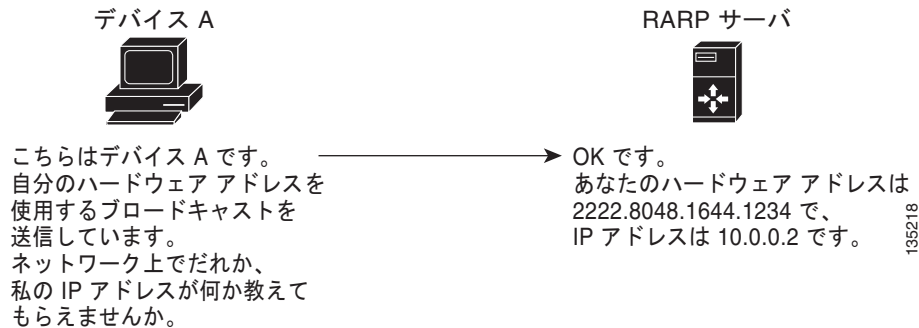 デバイス A
RARP サーバ
こちらはデバイス A です。
自分のハードウェア アドレスを
使用するブロードキャストを
送信しています。
ネットワーク上でだれか、
私の IP アドレスが何か教えて
もらえませんか。
OK です。
あなたのハードウェア アドレスは
2222.8048.1644.1234 で、
IP アドレスは 10.0.0.2 です。
135218